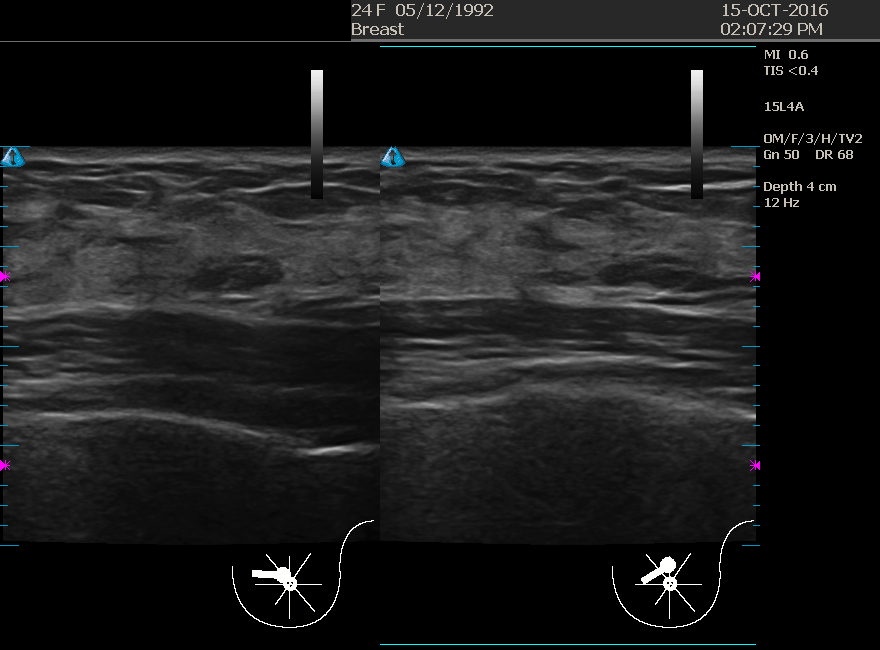 24 F 05/12/1992 15-OCT-2016
Breast 02:07:29 PM
MI 0.6
TIS <0.4
15L4A
OM/F/3/H/TV2
Gn 50 DR 68
Depth 4 cm
12 Hz